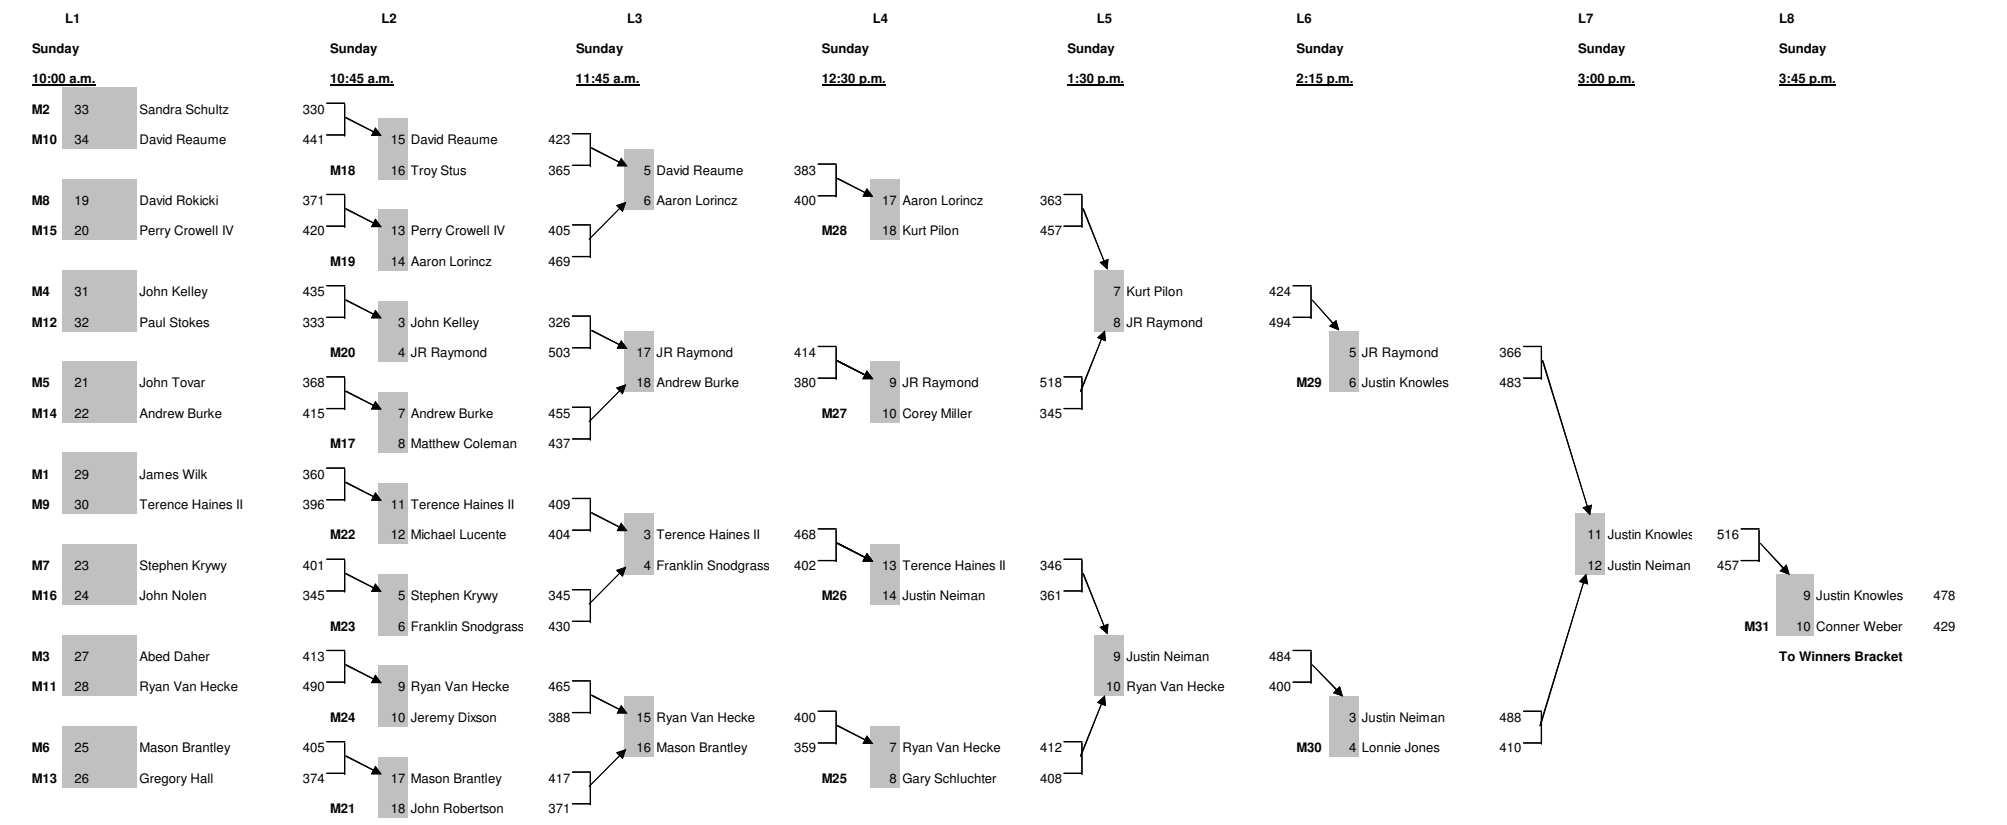 L1 L2 L3 L4 L5 L6 L7 L8
Sunday Sunday Sunday Sunday Sunday Sunday Sunday Sunday
10:00 a.m. 10:45 a.m. 11:45 a.m. 12:30 p.m. 1:30 p.m. 2:15 p.m. 3:00 p.m. 3:45 p.m.
M2 33 Sandra Schultz 330
M10 34 David Reaume 441 15 David Reaume 423
M18 16 Troy Stus 365 5 David Reaume 383
M8 19 David Rokicki 371 6 Aaron Lorincz 400 17 Aaron Lorincz 363
M15 20 Perry Crowell IV 420 13 Perry Crowell IV 405 M28 18 Kurt Pilon 457
M19 14 Aaron Lorincz 469
M4 31 John Kelley 435 7 Kurt Pilon 424
M12 32 Paul Stokes 333 3 John Kelley 326 8 JR Raymond 494
M20 4 JR Raymond 503 17 JR Raymond 414 5 JR Raymond 366
M5 21 John Tovar 368 18 Andrew Burke 380 9 JR Raymond 518 M29 6 Justin Knowles 483
M14 22 Andrew Burke 415 7 Andrew Burke 455 M27 10 Corey Miller 345
M17 8 Matthew Coleman 437
M1 29 James Wilk 360
M9 30 Terence Haines II 396 11 Terence Haines II 409
M22 12 Michael Lucente 404 3 Terence Haines II 468 11 Justin Knowles 516
M7 23 Stephen Krywy 401 4 Franklin Snodgrass 402 13 Terence Haines II 346 12 Justin Neiman 457
M16 24 John Nolen 345 5 Stephen Krywy 345 M26 14 Justin Neiman 361 9 Justin Knowles 478
M23 6 Franklin Snodgrass 430 M31 10 Conner Weber 429
M3 27 Abed Daher 413 9 Justin Neiman 484 To Winners Bracket
M11 28 Ryan Van Hecke 490 9 Ryan Van Hecke 465 10 Ryan Van Hecke 400
M24 10 Jeremy Dixson 388 15 Ryan Van Hecke 400 3 Justin Neiman 488
M6 25 Mason Brantley 405 16 Mason Brantley 359 7 Ryan Van Hecke 412 M30 4 Lonnie Jones 410
M13 26 Gregory Hall 374 17 Mason Brantley 417 M25 8 Gary Schluchter 408
M21 18 John Robertson 371